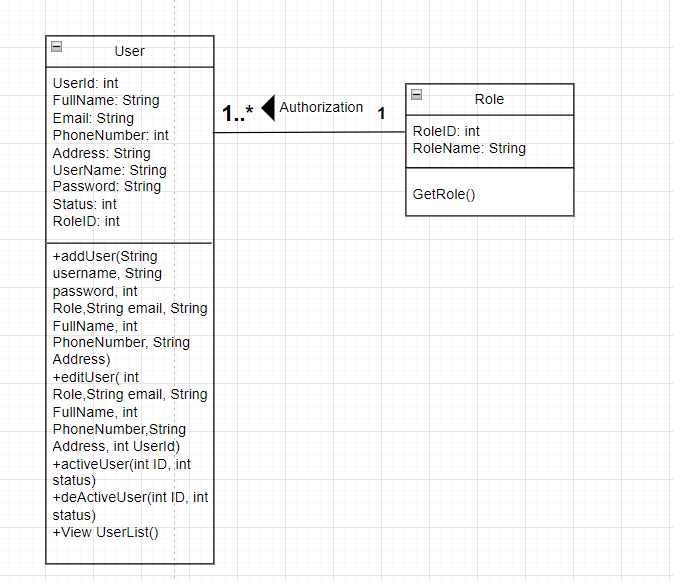 User
UserId: int
FullName: String
Email: String
PhoneNumber: int
Address: String
UserName: String
Password: String
Status: int
RoleID: int
+addUser(String
username, String
password, int
Role,String email, String
FullName, int
PhoneNumber, String
Address)
+editUser( int
Role,String email, String
FullName, int
PhoneNumber,String
Address, int UserId)
+activeUser(int ID, int
status)
+deActiveUser(int ID, int
status)
+View UserList()
1..*
Authorization
1
Role
RoleID: int
RoleName: String
GetRole()